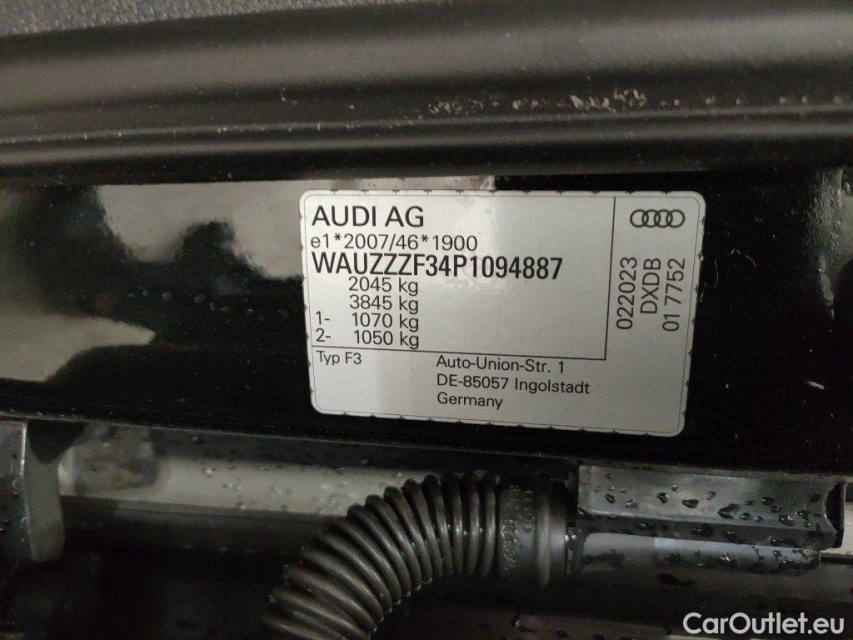 AUDI AG
e1*2007/46*1900
WAUZZZF34P1094887
2045 kg
3845 kg
1- 1070 kg
2- 1050 kg
Typ F3
Auto-Union-Str. 1
DE-85057 Ingolstadt
Germany
022023
DXDB
01 7752
CarOutlet.eu